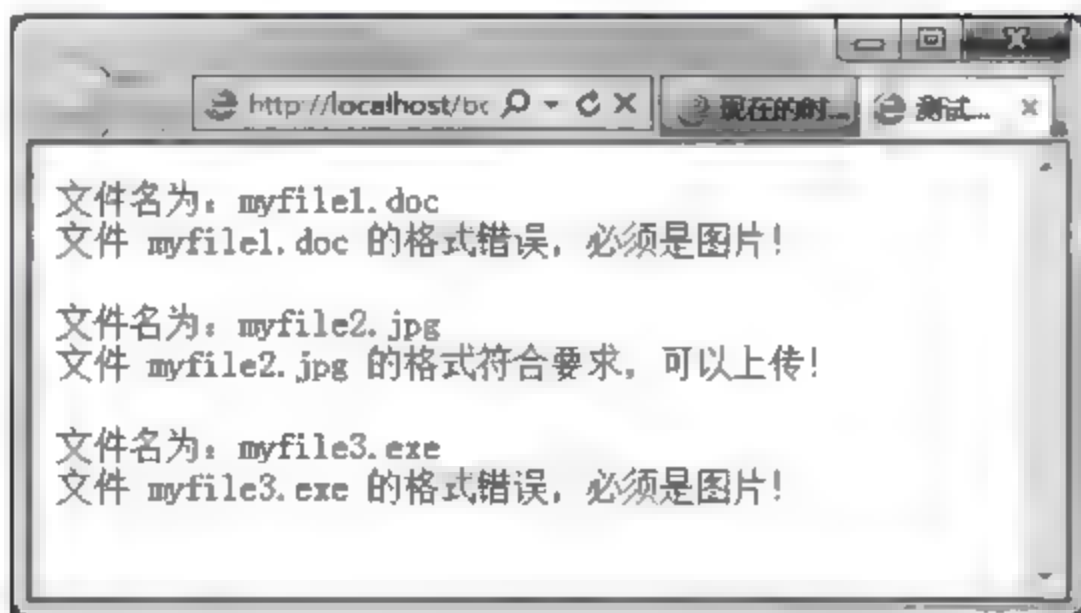 http://localhost/bc
现在的时...
测试...
文件名为：myfile1.doc
文件 myfile1.doc 的格式错误，必须是图片！
文件名为：myfile2.jpg
文件 myfile2.jpg 的格式符合要求，可以上传！
文件名为：myfile3.exe
文件 myfile3.exe 的格式错误，必须是图片！